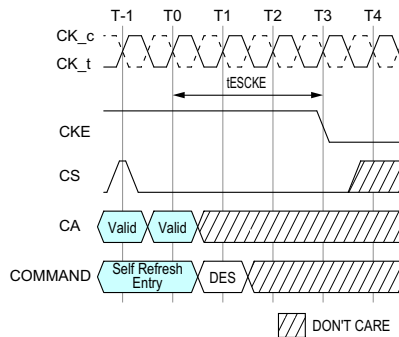 T-1 T0 T1 T2 T3 T4
CK_c
CK_t
tESCKE
CKE
CS
CA Valid Valid
COMMAND Self Refresh Entry DES
DON'T CARE